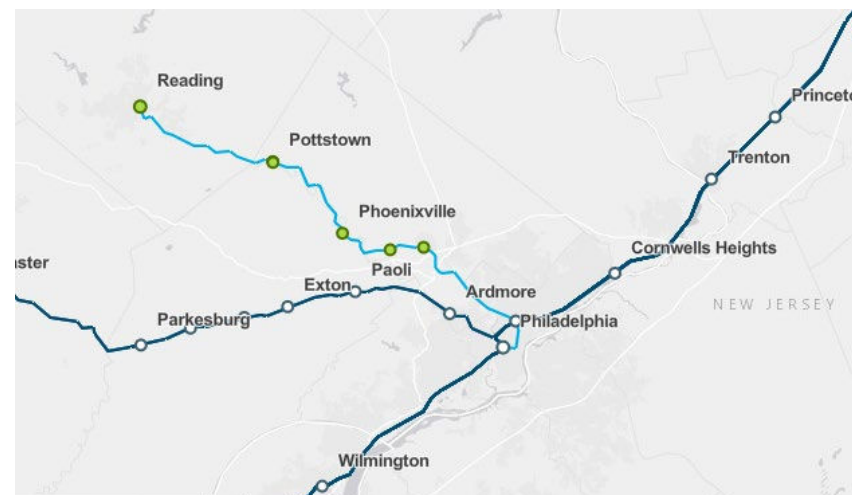 Reading
Princeto
Pottstown
Trenton
Phoenixville
Cornwells Heights
aster
Paoli
Exton
Ardmore
NEW JERSEY
Parkesburg
Philadelphia
Wilmington